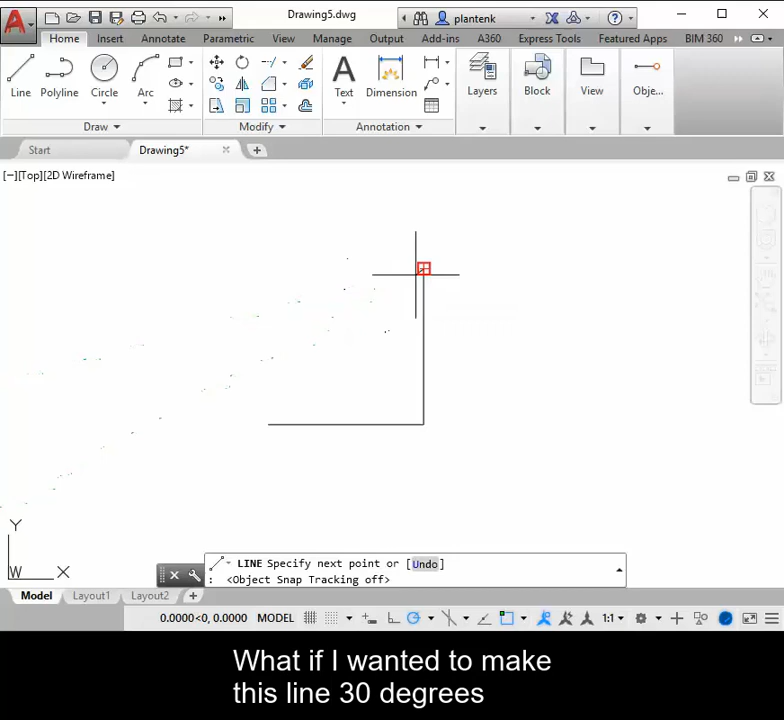 A
Drawing5.dwg
plantenk
Home Insert Annotate Parametric View Manage Output Add-ins A360 Express Tools Featured Apps BIM 360
Line Polyline Circle Arc
A
Text Dimension
Layers Block View Obje...
Draw Modify Annotation
Start Drawing5*
[−][Top][2D Wireframe]
Y
W X
LINE Specify next point or [Undo]
: <Object Snap Tracking off>
Model Layout1 Layout2
0.0000<0, 0.0000 MODEL 1:1
What if I wanted to make
this line 30 degrees